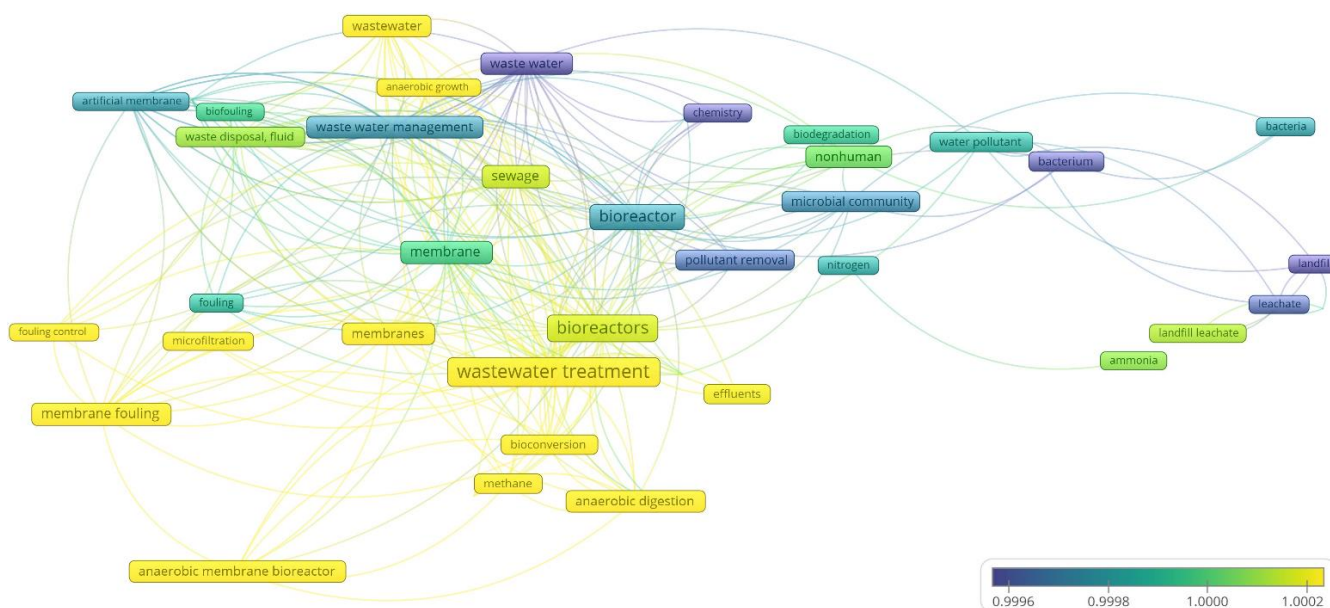 wastewater
waste water
anaerobic growth
artificial membrane
biofouling
chemistry
waste water management
bacteria
waste disposal, fluid
biodegradation
water pollutant
nonhuman
bacterium
sewage
microbial community
bioreactor
membrane
pollutant removal
nitrogen
landfill
fouling
leachate
bioreactors
fouling control
microfiltration
membranes
landfill leachate
ammonia
wastewater treatment
effluents
membrane fouling
bioconversion
methane
anaerobic digestion
anaerobic membrane bioreactor
0.9996 0.9998 1.0000 1.0002